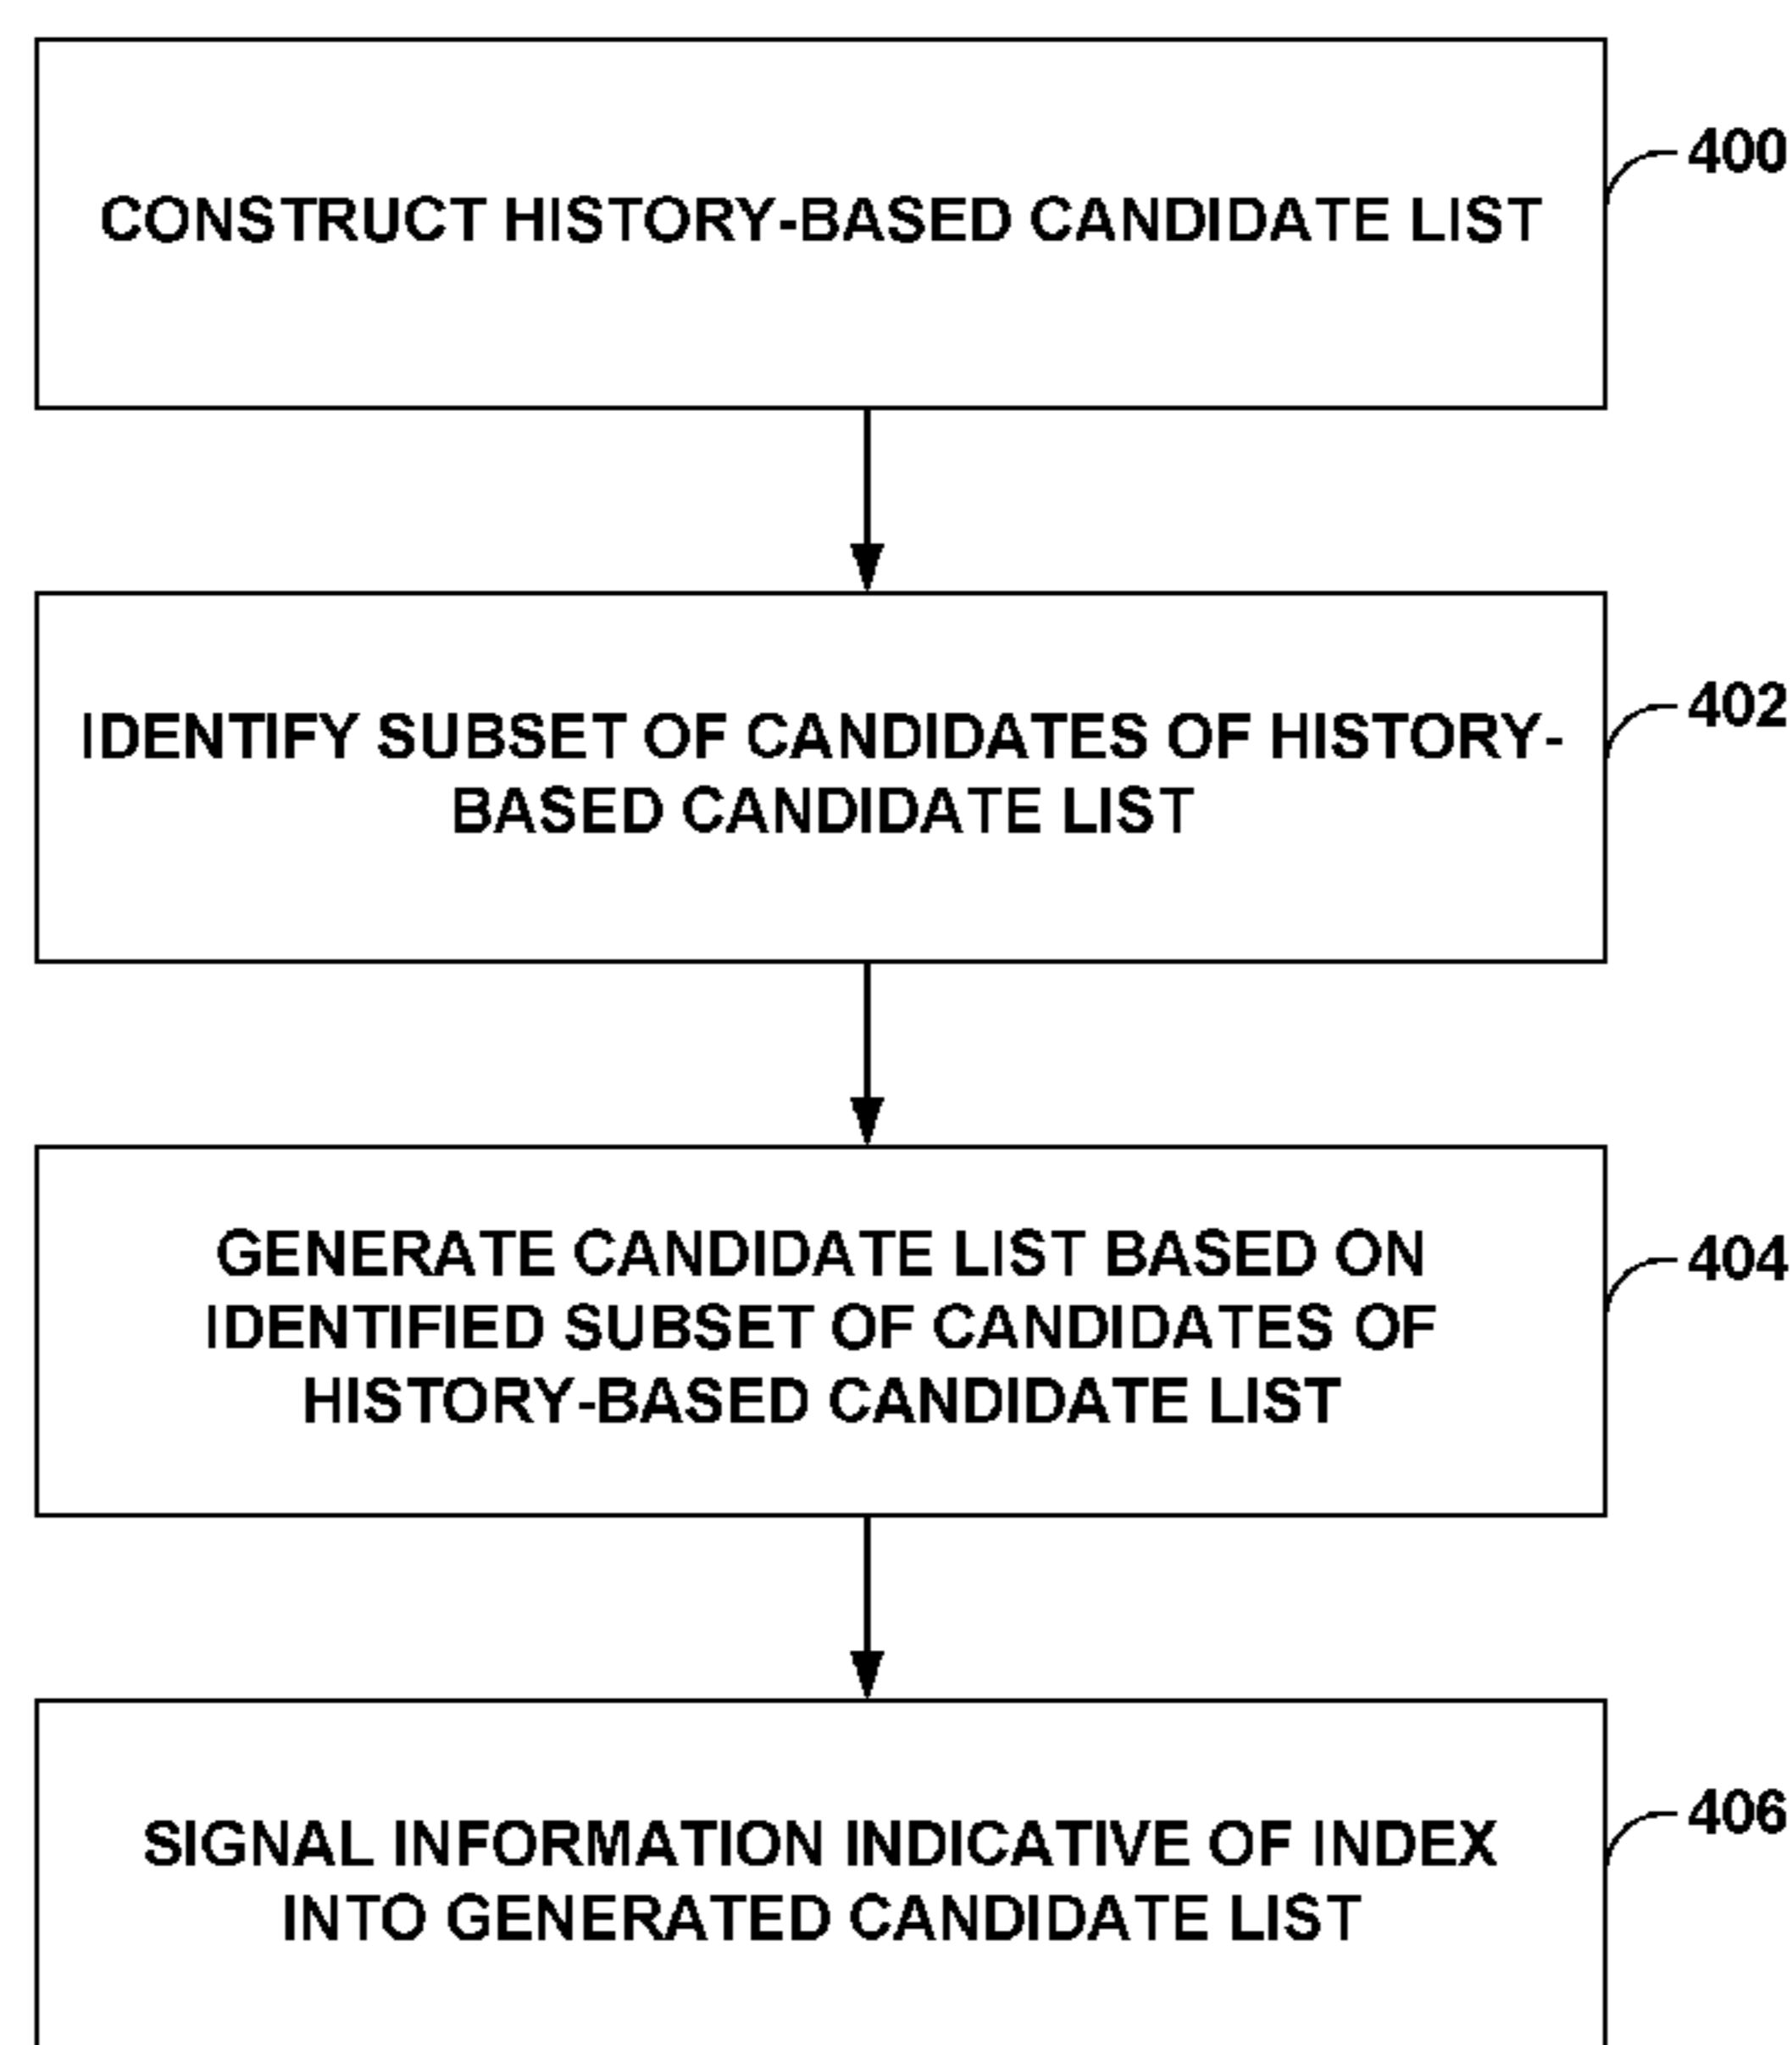 CONSTRUCT HISTORY-BASED CANDIDATE LIST
400
IDENTIFY SUBSET OF CANDIDATES OF HISTORY-
BASED CANDIDATE LIST
402
GENERATE CANDIDATE LIST BASED ON
IDENTIFIED SUBSET OF CANDIDATES OF
HISTORY-BASED CANDIDATE LIST
404
SIGNAL INFORMATION INDICATIVE OF INDEX
INTO GENERATED CANDIDATE LIST
406